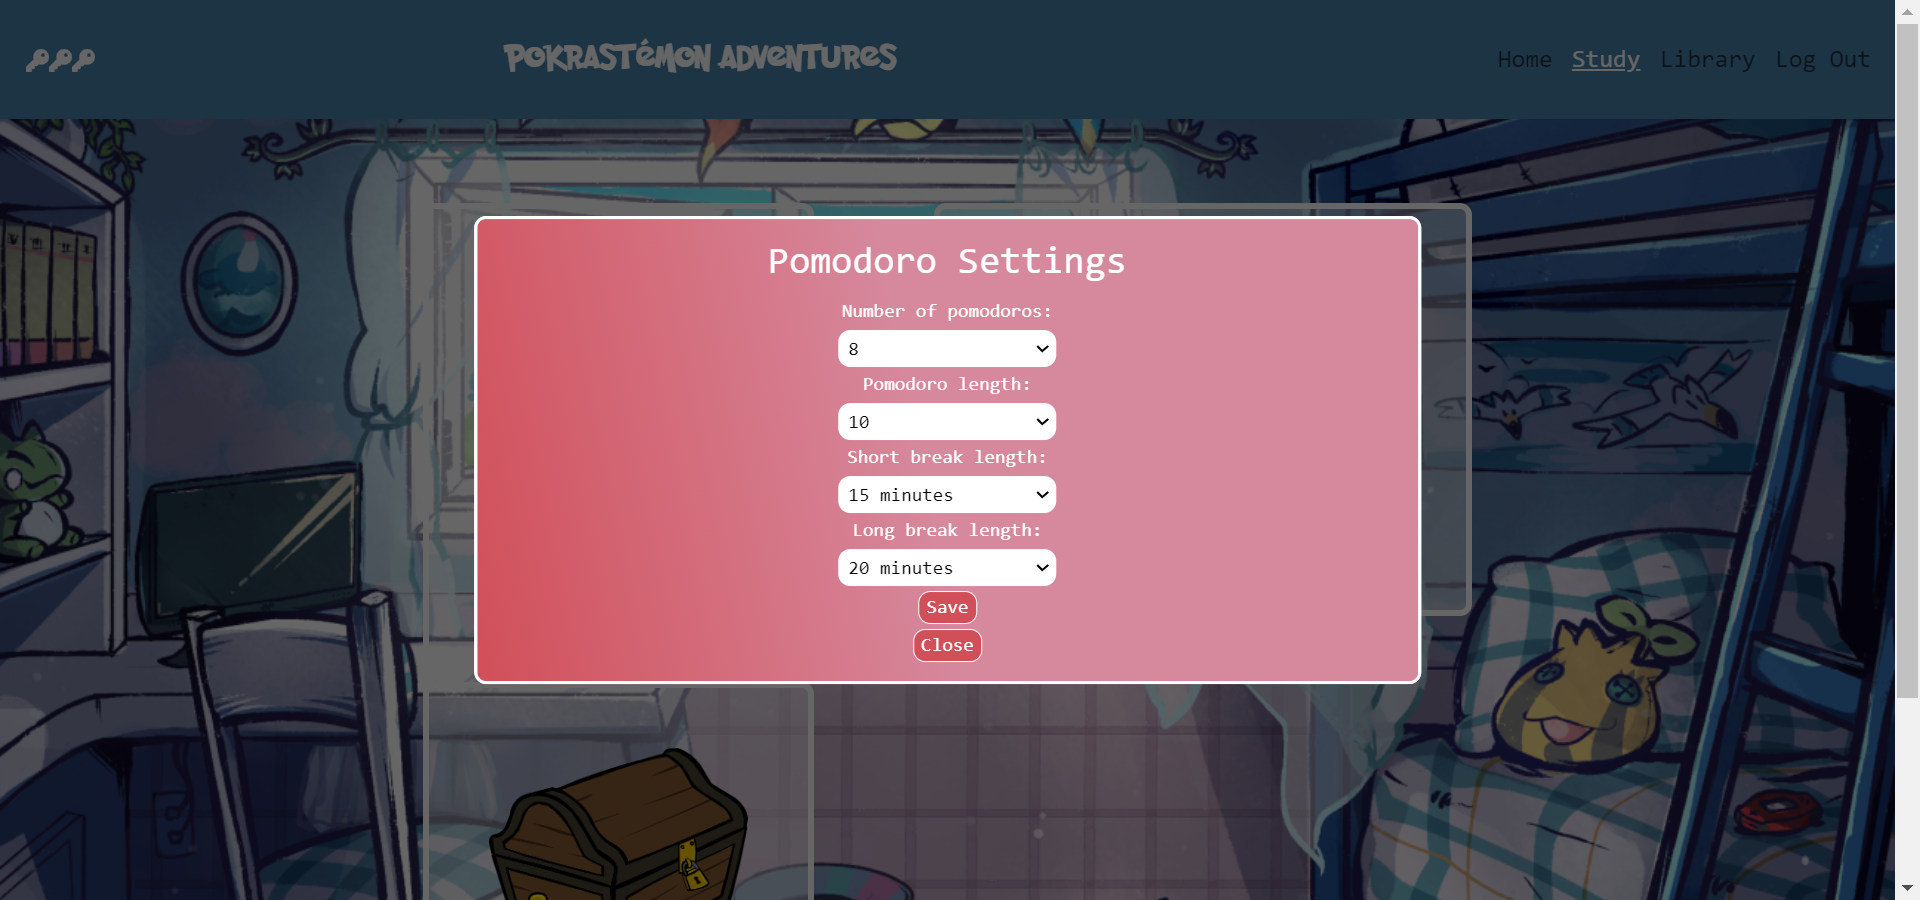 POKRASTÉMON ADVENTURES
Home Study Library Log Out
Pomodoro Settings
Number of pomodoros:
8
Pomodoro length:
10
Short break length:
15 minutes
Long break length:
20 minutes
Save
Close